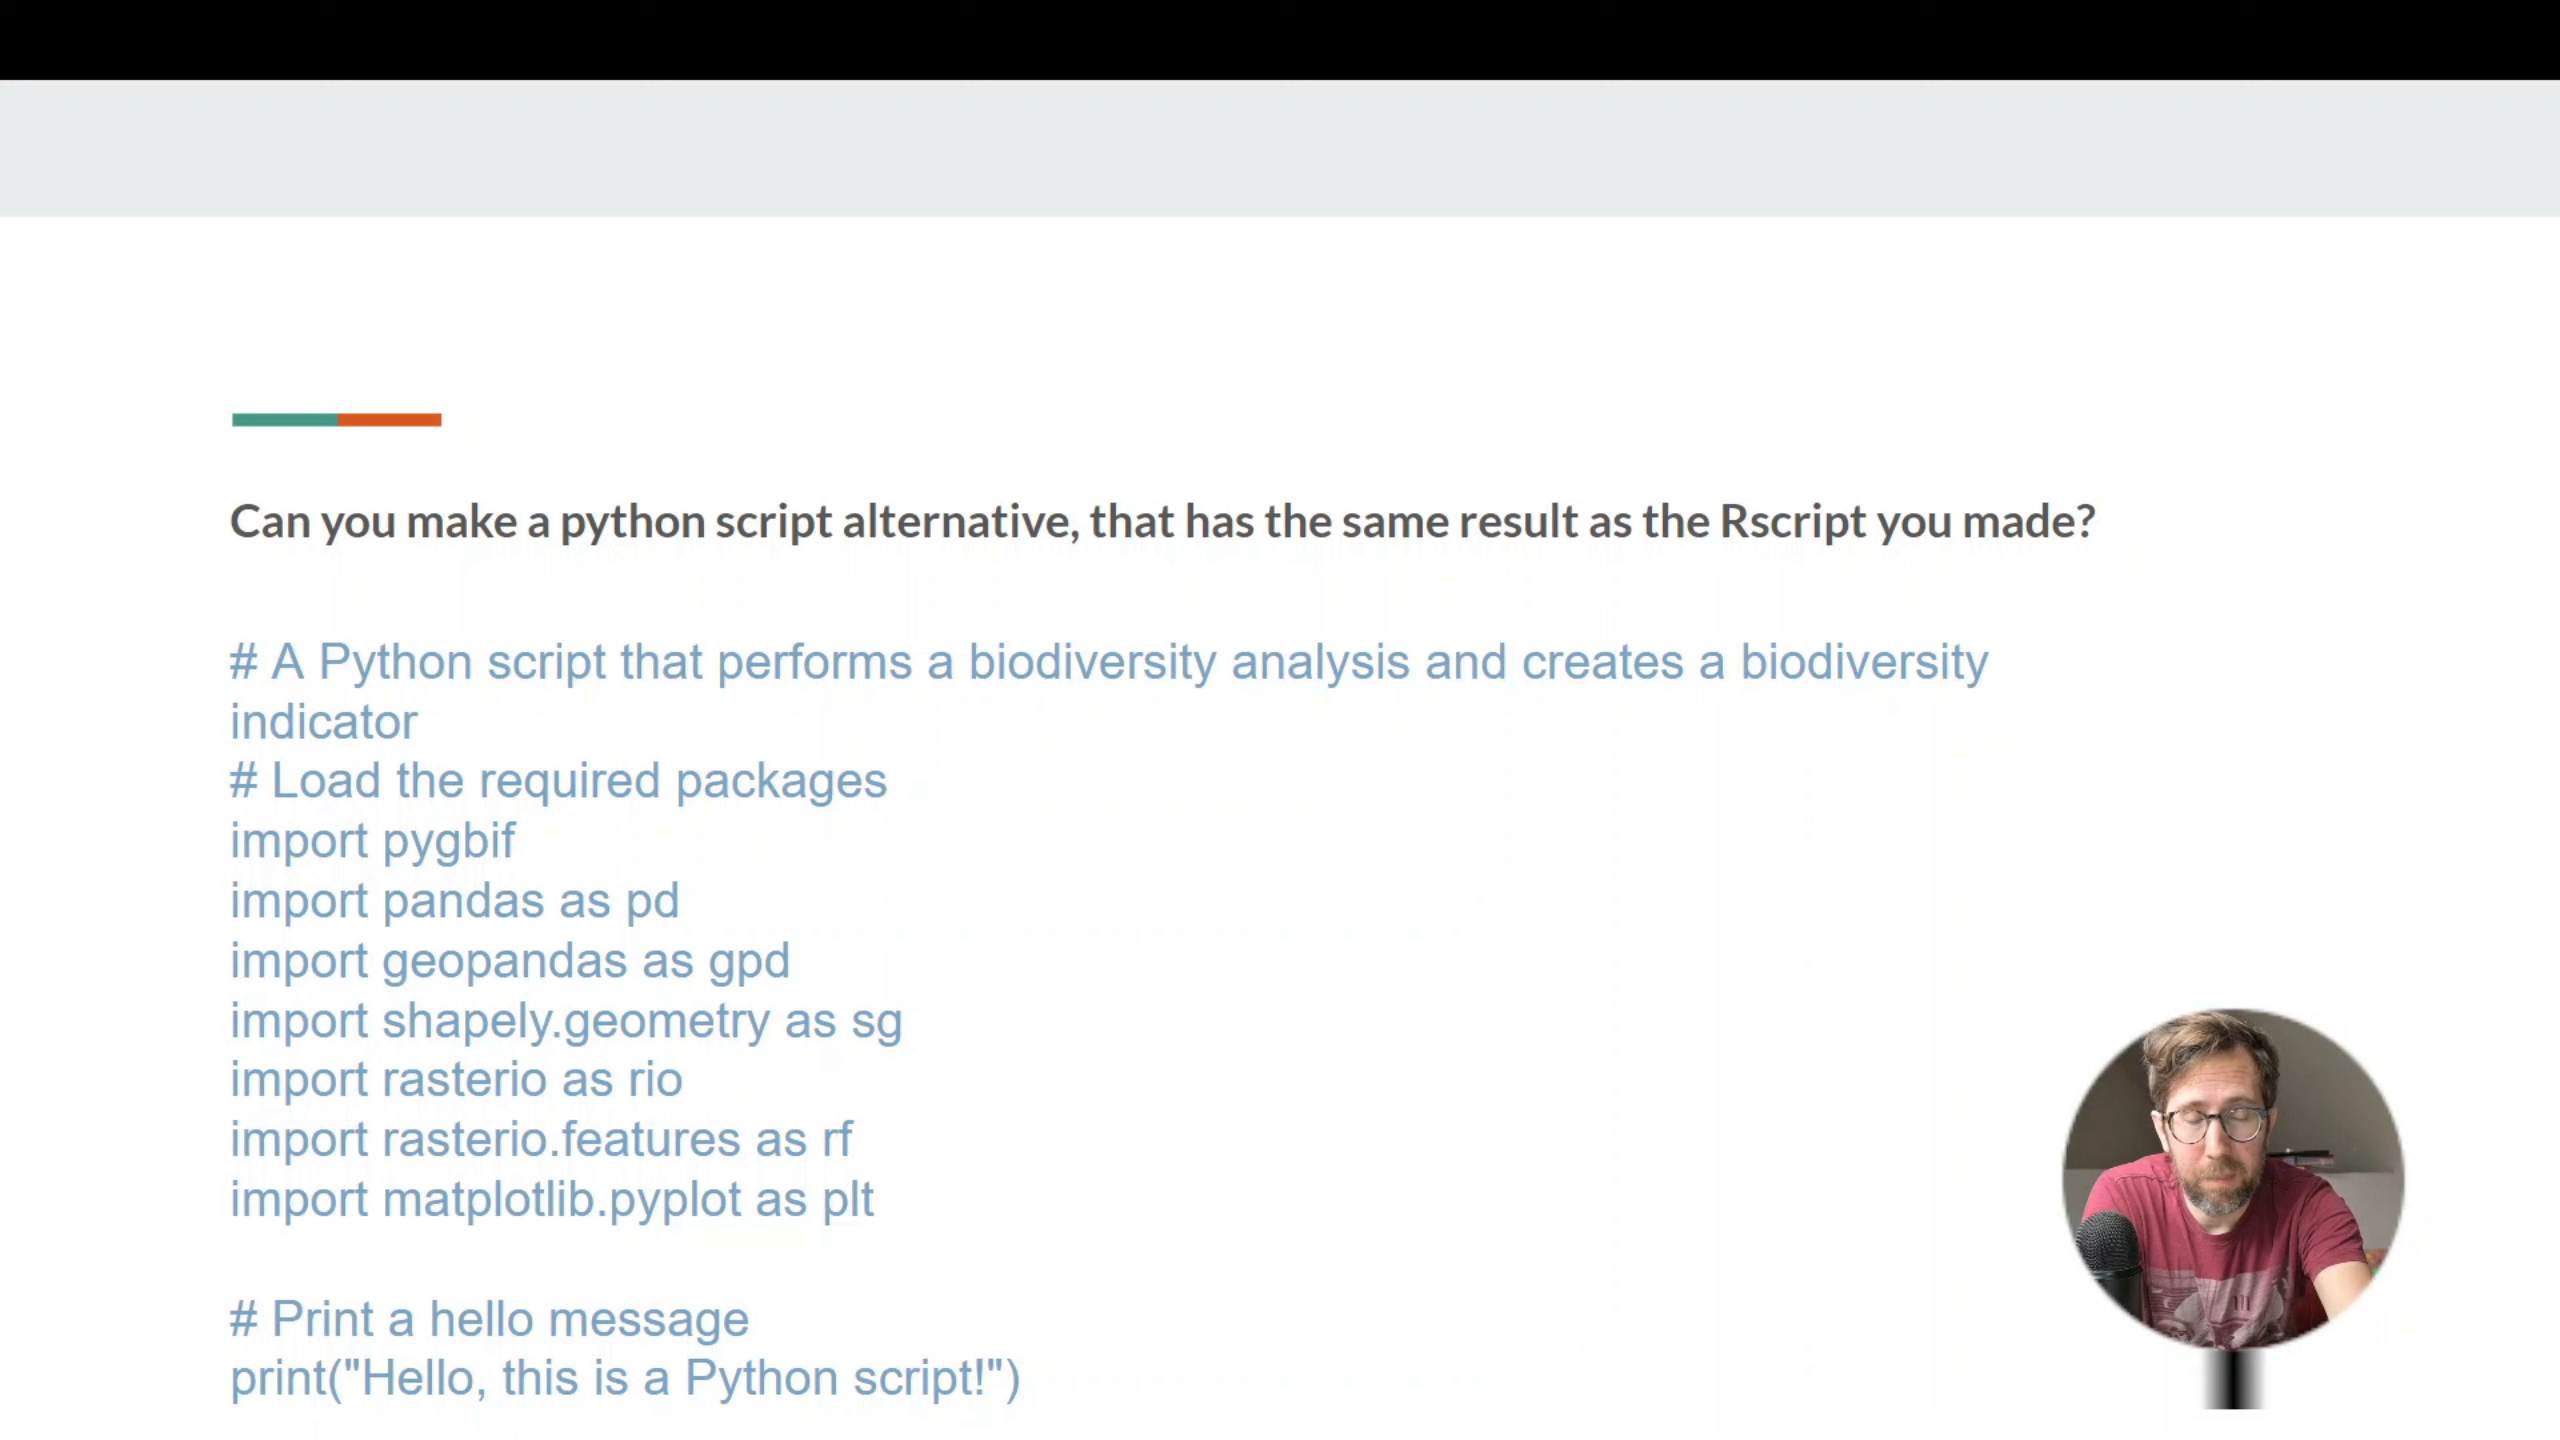 Can you make a python script alternative, that has the same result as the Rscript you made?
# A Python script that performs a biodiversity analysis and creates a biodiversity
indicator
# Load the required packages
import pygbif
import pandas as pd
import geopandas as gpd
import shapely.geometry as sg
import rasterio as rio
import rasterio.features as rf
import matplotlib.pyplot as plt
# Print a hello message
print("Hello, this is a Python script!")